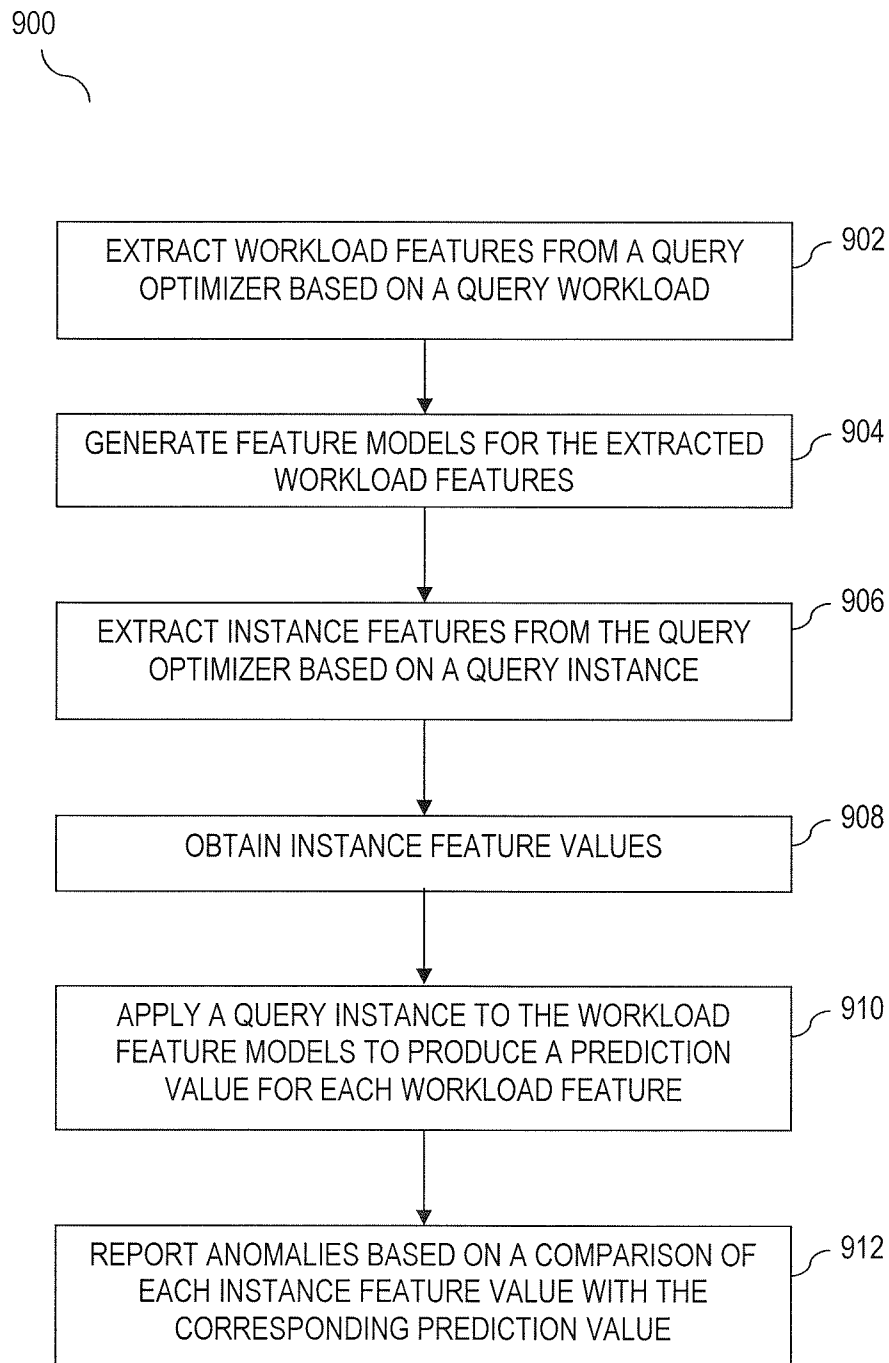 900
EXTRACT WORKLOAD FEATURES FROM A QUERY
OPTIMIZER BASED ON A QUERY WORKLOAD
902
GENERATE FEATURE MODELS FOR THE EXTRACTED
WORKLOAD FEATURES
904
EXTRACT INSTANCE FEATURES FROM THE QUERY
OPTIMIZER BASED ON A QUERY INSTANCE
906
OBTAIN INSTANCE FEATURE VALUES
908
APPLY A QUERY INSTANCE TO THE WORKLOAD
FEATURE MODELS TO PRODUCE A PREDICTION
VALUE FOR EACH WORKLOAD FEATURE
910
REPORT ANOMALIES BASED ON A COMPARISON OF
EACH INSTANCE FEATURE VALUE WITH THE
CORRESPONDING PREDICTION VALUE
912